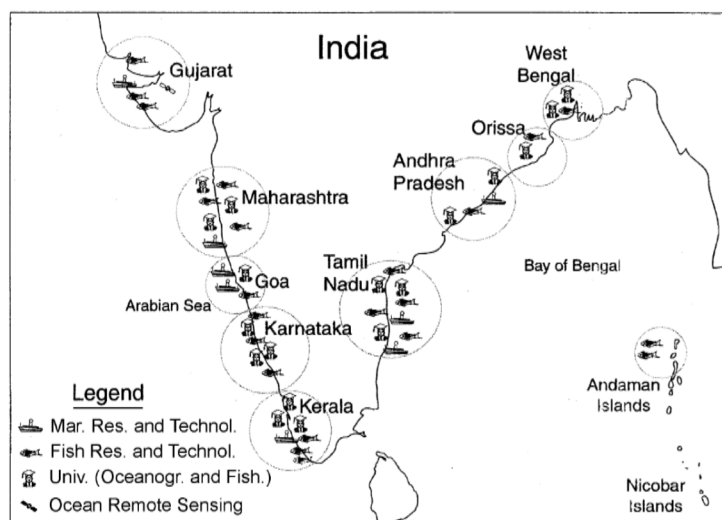 India
Gujarat
West
Bengal
Orissa
Andhra
Pradesh
Maharashtra
Tamil
Nadu
Goa
Bay of Bengal
Arabian Sea
Karnataka
Kerala
Andaman
Islands
Nicobar
Islands
Legend
Mar. Res. and Technol.
Fish Res. and Technol.
Univ. (Oceanogr. and Fish.)
Ocean Remote Sensing